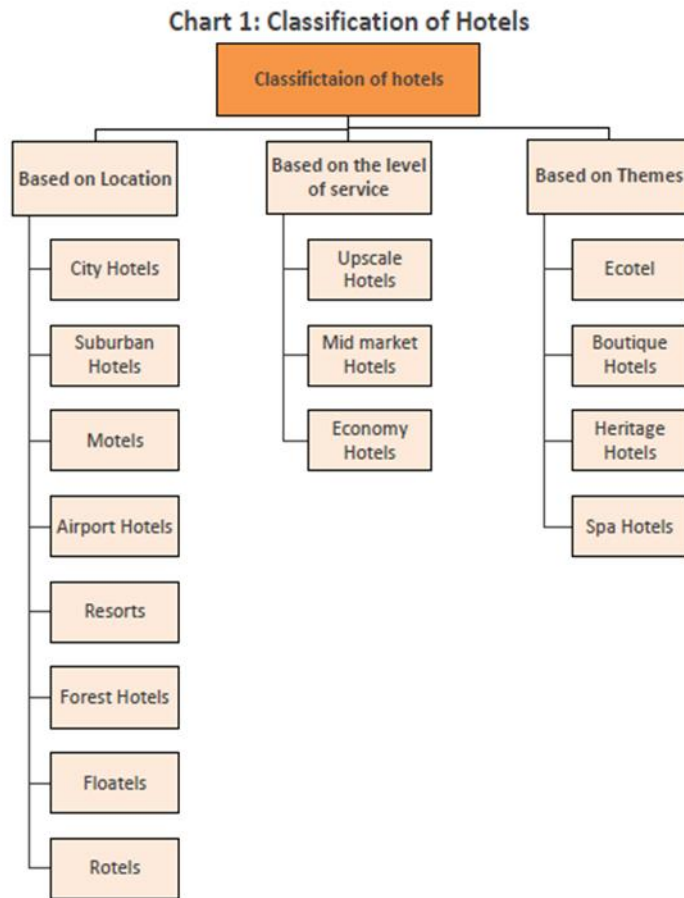 Chart 1: Classification of Hotels
Classifictaion of hotels
Based on Location
City Hotels
Suburban
Hotels
Motels
Airport Hotels
Resorts
Forest Hotels
Floatels
Rotels
Based on the level
of service
Upscale
Hotels
Mid market
Hotels
Economy
Hotels
Based on Themes
Ecotel
Boutique
Hotels
Heritage
Hotels
Spa Hotels